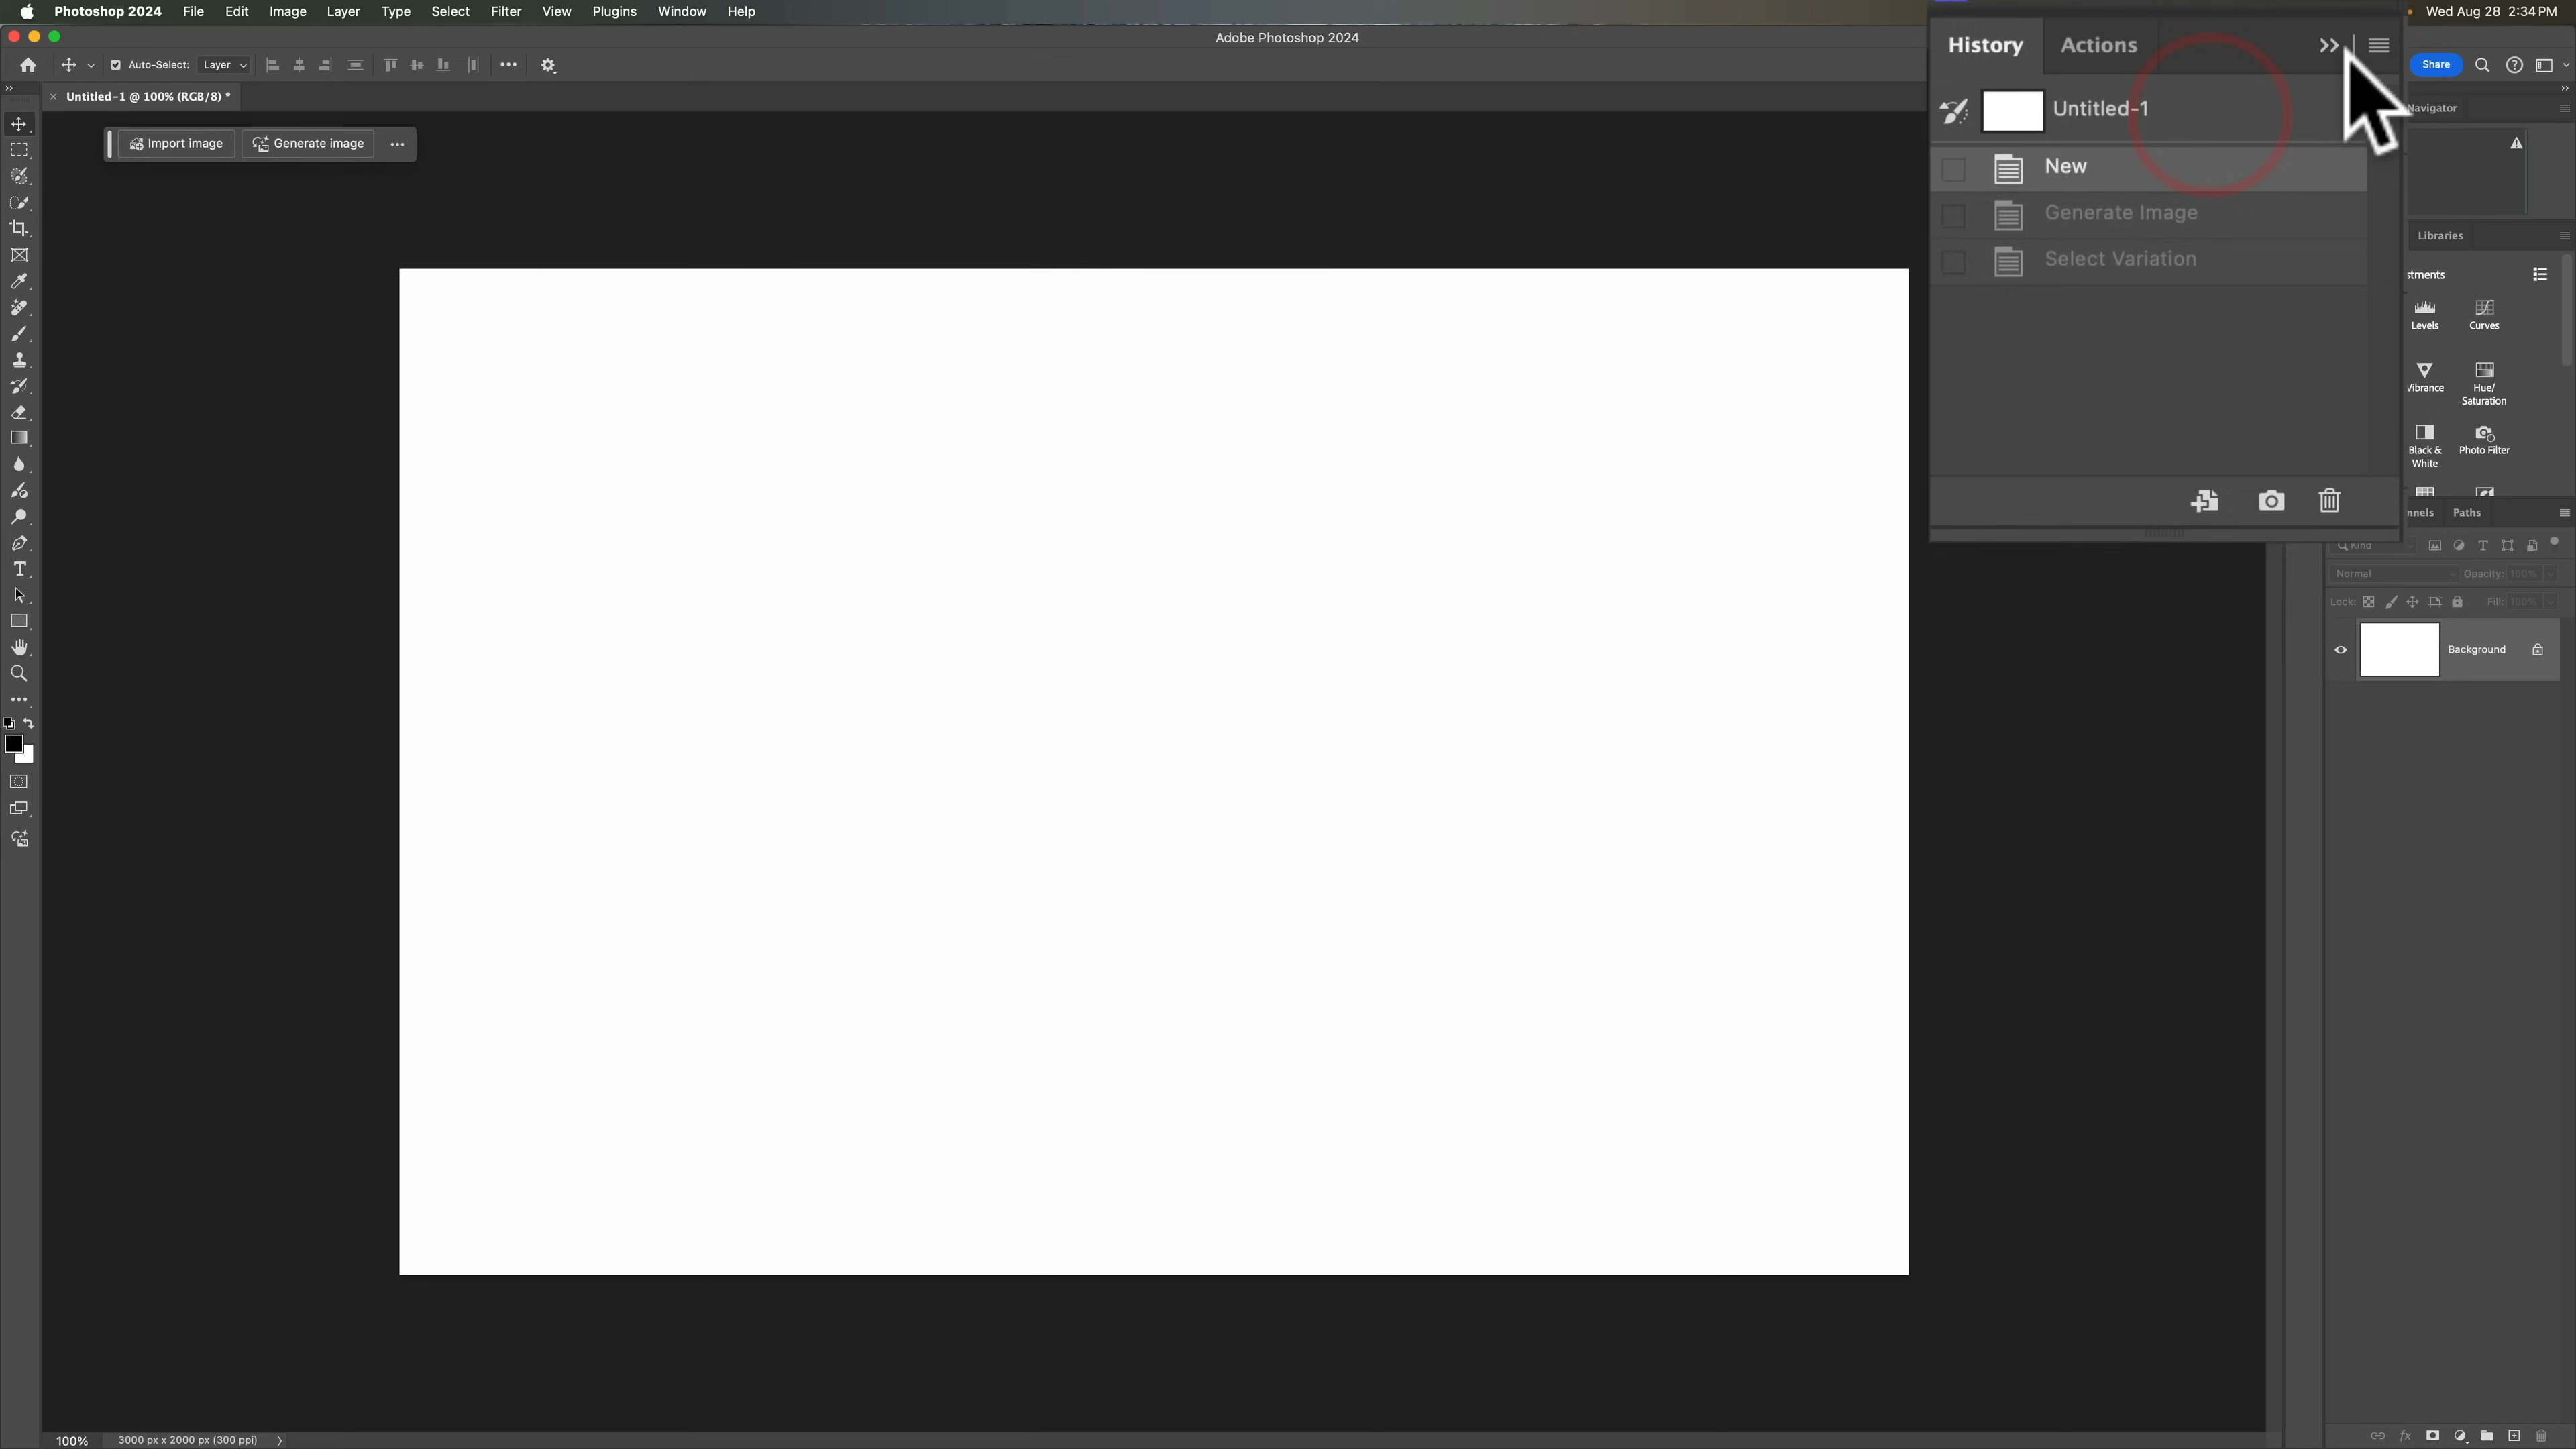 Photoshop 2024 File Edit Image Layer Type Select Filter View Plugins Window Help
Wed Aug 28 2:34 PM
Adobe Photoshop 2024
Auto-Select: Layer
Share
Untitled-1 @ 100% (RGB/8) *
Import image
Generate image
History
Actions
Untitled-1
New
Generate Image
Select Variation
Navigator
Libraries
stments
Levels
Curves
Vibrance
Hue/
Saturation
Black &
White
Photo Filter
nnels
Paths
Kind
Normal
Opacity: 100%
Lock:
Fill: 100%
Background
100%
3000 px x 2000 px (300 ppi)